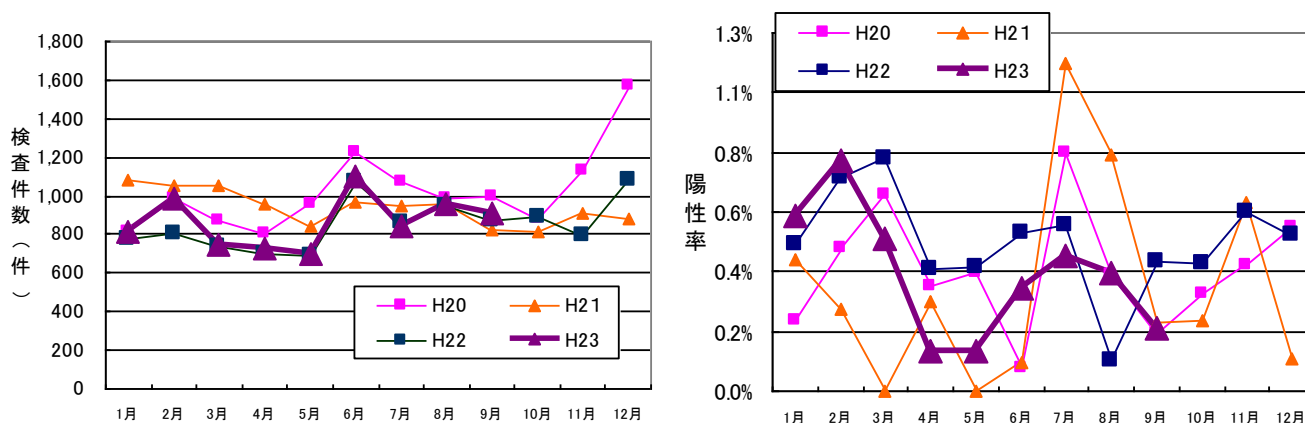 1,800
1,600
1,400
1,200
1,000
800
600
400
200
0
検査件数(件)
1月 2月 3月 4月 5月 6月 7月 8月 9月 10月 11月 12月
H20 H21
H22 H23
1.3%
1.1%
0.8%
0.6%
0.4%
0.2%
0.0%
陽性率
H20 H21
H22 H23
1月 2月 3月 4月 5月 6月 7月 8月 9月 10月 11月 12月